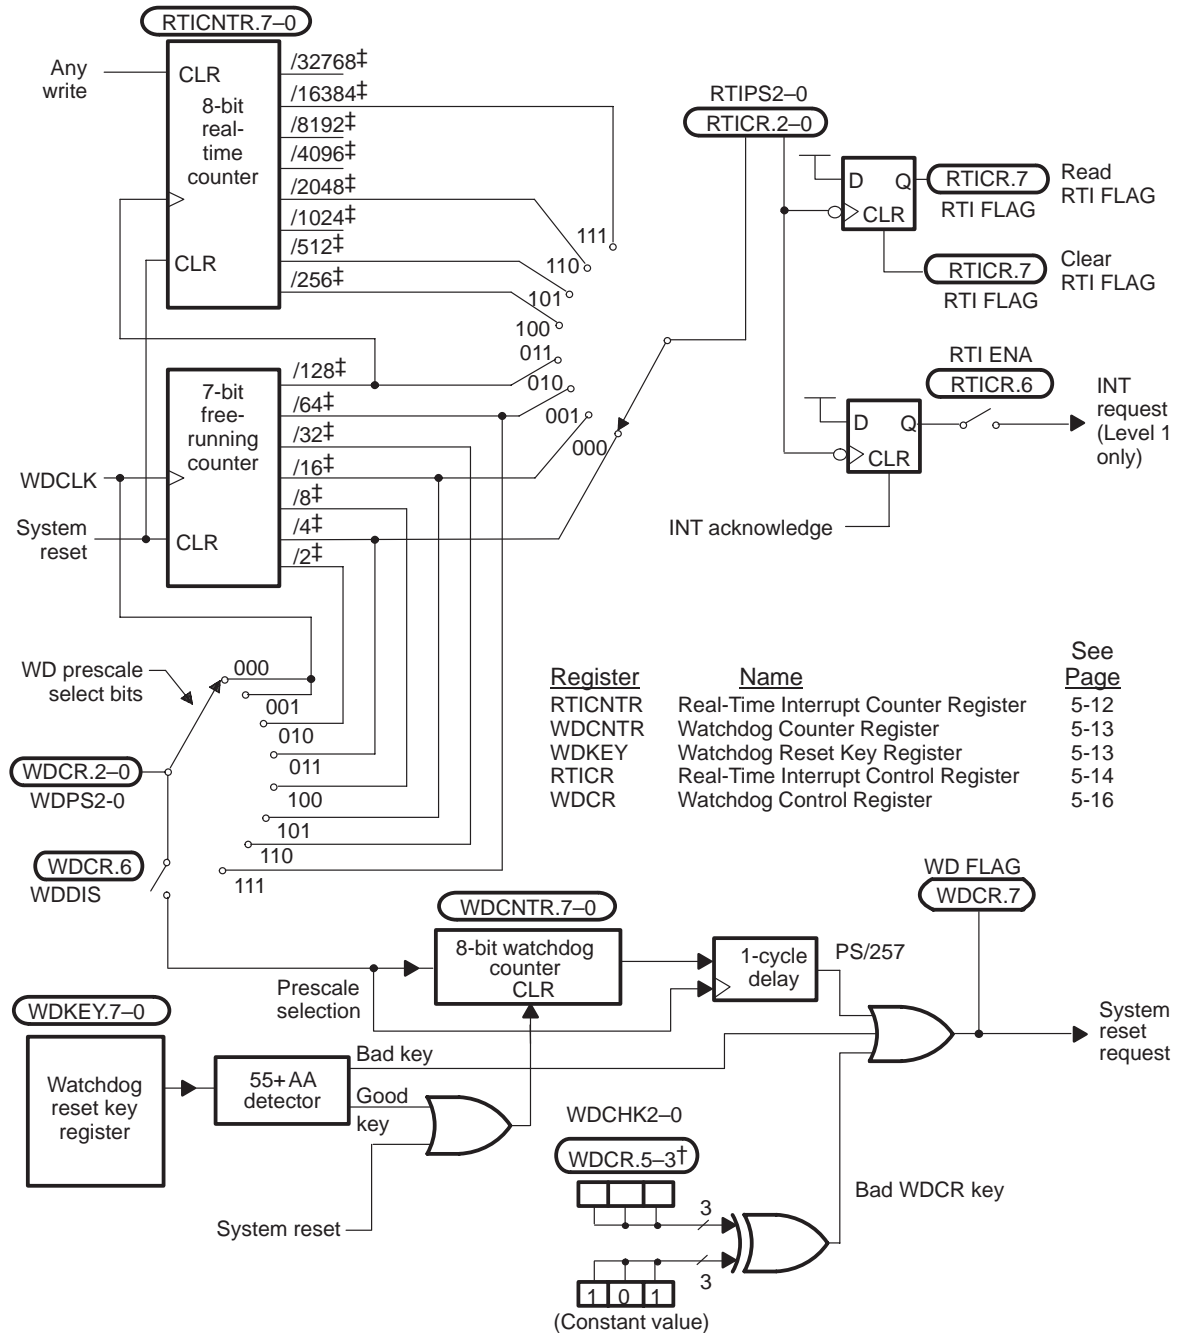 RTICNTR.7–0
Any
write
CLR
8-bit
real-
time
counter
CLR
/32768‡
/16384‡
/8192‡
/4096‡
/2048‡
/1024‡
/512‡
/256‡
111
110
101
100
011
010
001
000
RTIPS2–0
RTICR.2–0
D
Q
CLR
RTICR.7
RTI FLAG
Read
RTI FLAG
RTICR.7
RTI FLAG
Clear
RTI FLAG
RTI ENA
RTICR.6
D
Q
CLR
INT
request
(Level 1
only)
INT acknowledge
7-bit
free-
running
counter
CLR
WDCLK
System
reset
/128‡
/64‡
/32‡
/16‡
/8‡
/4‡
/2‡
WD prescale
select bits
000
001
010
011
100
101
110
111
WDCR.2–0
WDPS2-0
WDCR.6
WDDIS
Register Name See Page
RTICNTR Real-Time Interrupt Counter Register 5-12
WDCNTR Watchdog Counter Register 5-13
WDKEY Watchdog Reset Key Register 5-13
RTICR Real-Time Interrupt Control Register 5-14
WDCR Watchdog Control Register 5-16
WD FLAG
WDCR.7
WDCNTR.7–0
8-bit watchdog
counter
CLR
1-cycle
delay
PS/257
Prescale
selection
System
reset
request
WDKEY.7–0
Watchdog
reset key
register
55+AA
detector
Bad key
Good
key
System reset
WDCHK2–0
WDCR.5–3†
3
3
1 0 1
(Constant value)
Bad WDCR key